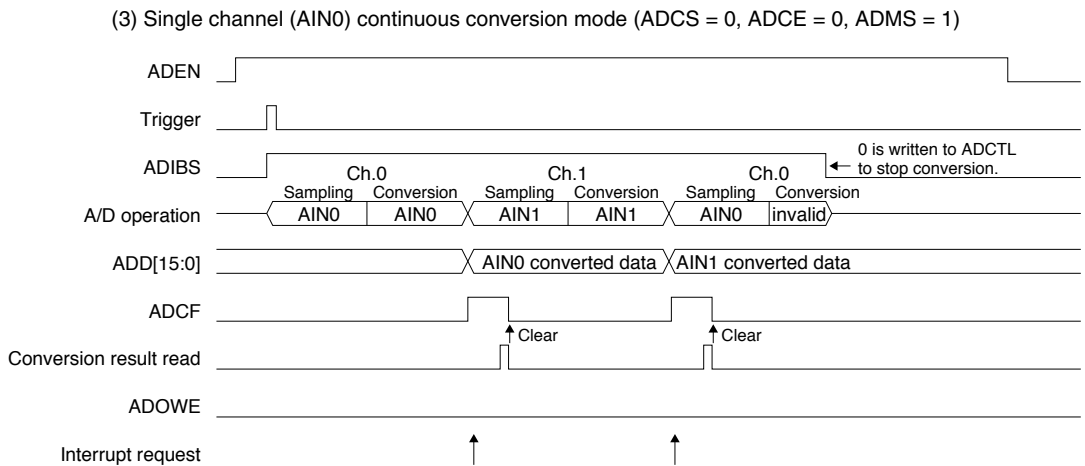 (3) Single channel (AIN0) continuous conversion mode (ADCS = 0, ADCE = 0, ADMS = 1)
ADEN
Trigger
ADIBS
0 is written to ADCTL
to stop conversion.
Ch.0 Ch.1 Ch.0
Sampling Conversion Sampling Conversion Sampling Conversion
A/D operation AIN0 AIN0 AIN1 AIN1 AIN0 invalid
ADD[15:0] AIN0 converted data AIN1 converted data
ADCF
Clear Clear
Conversion result read
ADOWE
Interrupt request